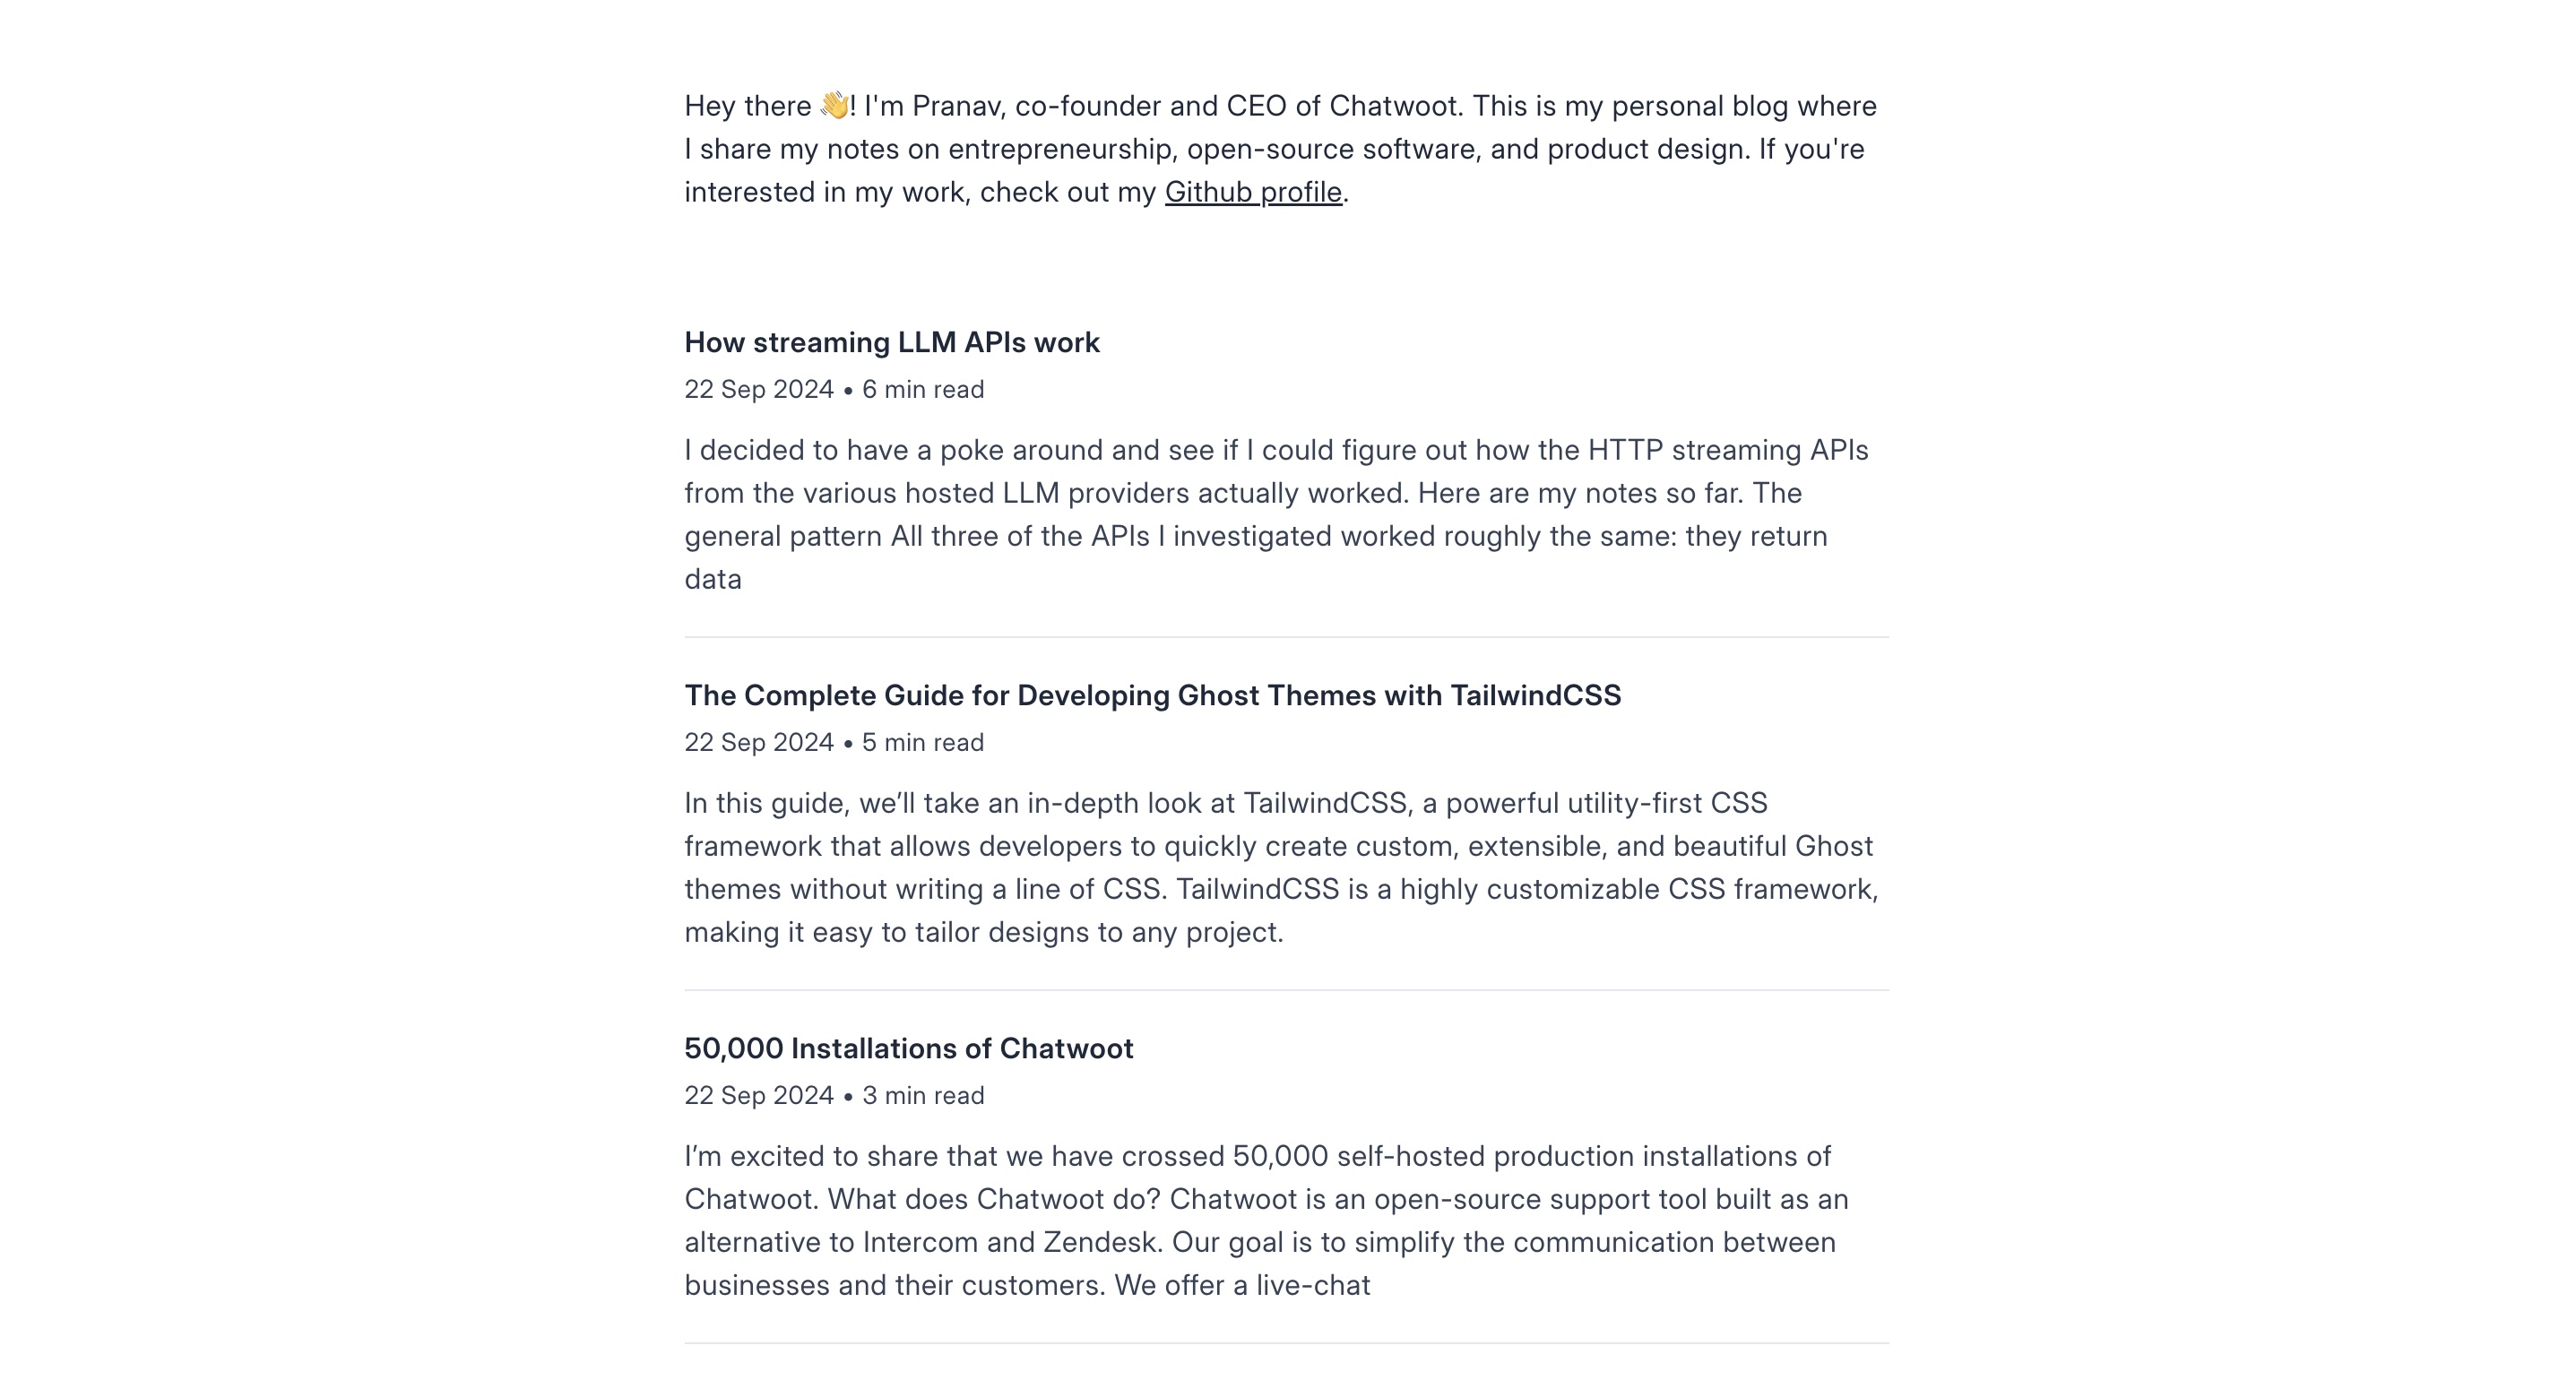 Hey there 👋! I'm Pranav, co-founder and CEO of Chatwoot. This is my personal blog where
I share my notes on entrepreneurship, open-source software, and product design. If you're
interested in my work, check out my Github profile.
How streaming LLM APIs work
22 Sep 2024 • 6 min read
I decided to have a poke around and see if I could figure out how the HTTP streaming APIs
from the various hosted LLM providers actually worked. Here are my notes so far. The
general pattern All three of the APIs I investigated worked roughly the same: they return
data
The Complete Guide for Developing Ghost Themes with TailwindCSS
22 Sep 2024 • 5 min read
In this guide, we’ll take an in-depth look at TailwindCSS, a powerful utility-first CSS
framework that allows developers to quickly create custom, extensible, and beautiful Ghost
themes without writing a line of CSS. TailwindCSS is a highly customizable CSS framework,
making it easy to tailor designs to any project.
50,000 Installations of Chatwoot
22 Sep 2024 • 3 min read
I’m excited to share that we have crossed 50,000 self-hosted production installations of
Chatwoot. What does Chatwoot do? Chatwoot is an open-source support tool built as an
alternative to Intercom and Zendesk. Our goal is to simplify the communication between
businesses and their customers. We offer a live-chat